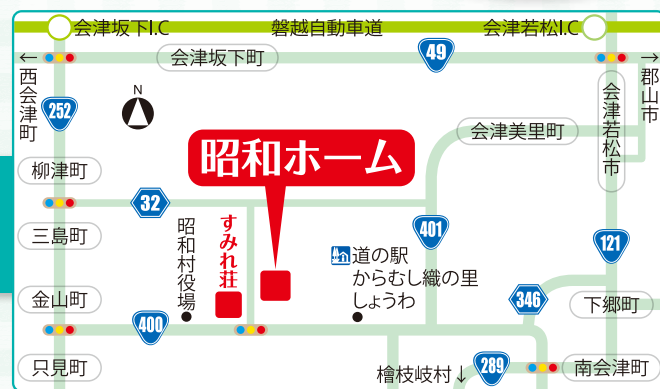 会津坂下I.C
磐越自動車道
会津若松I.C
←
西会津町
会津坂下町
49
→
郡山市
252
N
会津若松市
会津美里町
昭和ホーム
柳津町
32
三島町
昭和村役場
すみれ荘
401
121
道の駅
からむし織の里
しょうわ
金山町
346
下郷町
400
只見町
檜枝岐村↓
289
南会津町